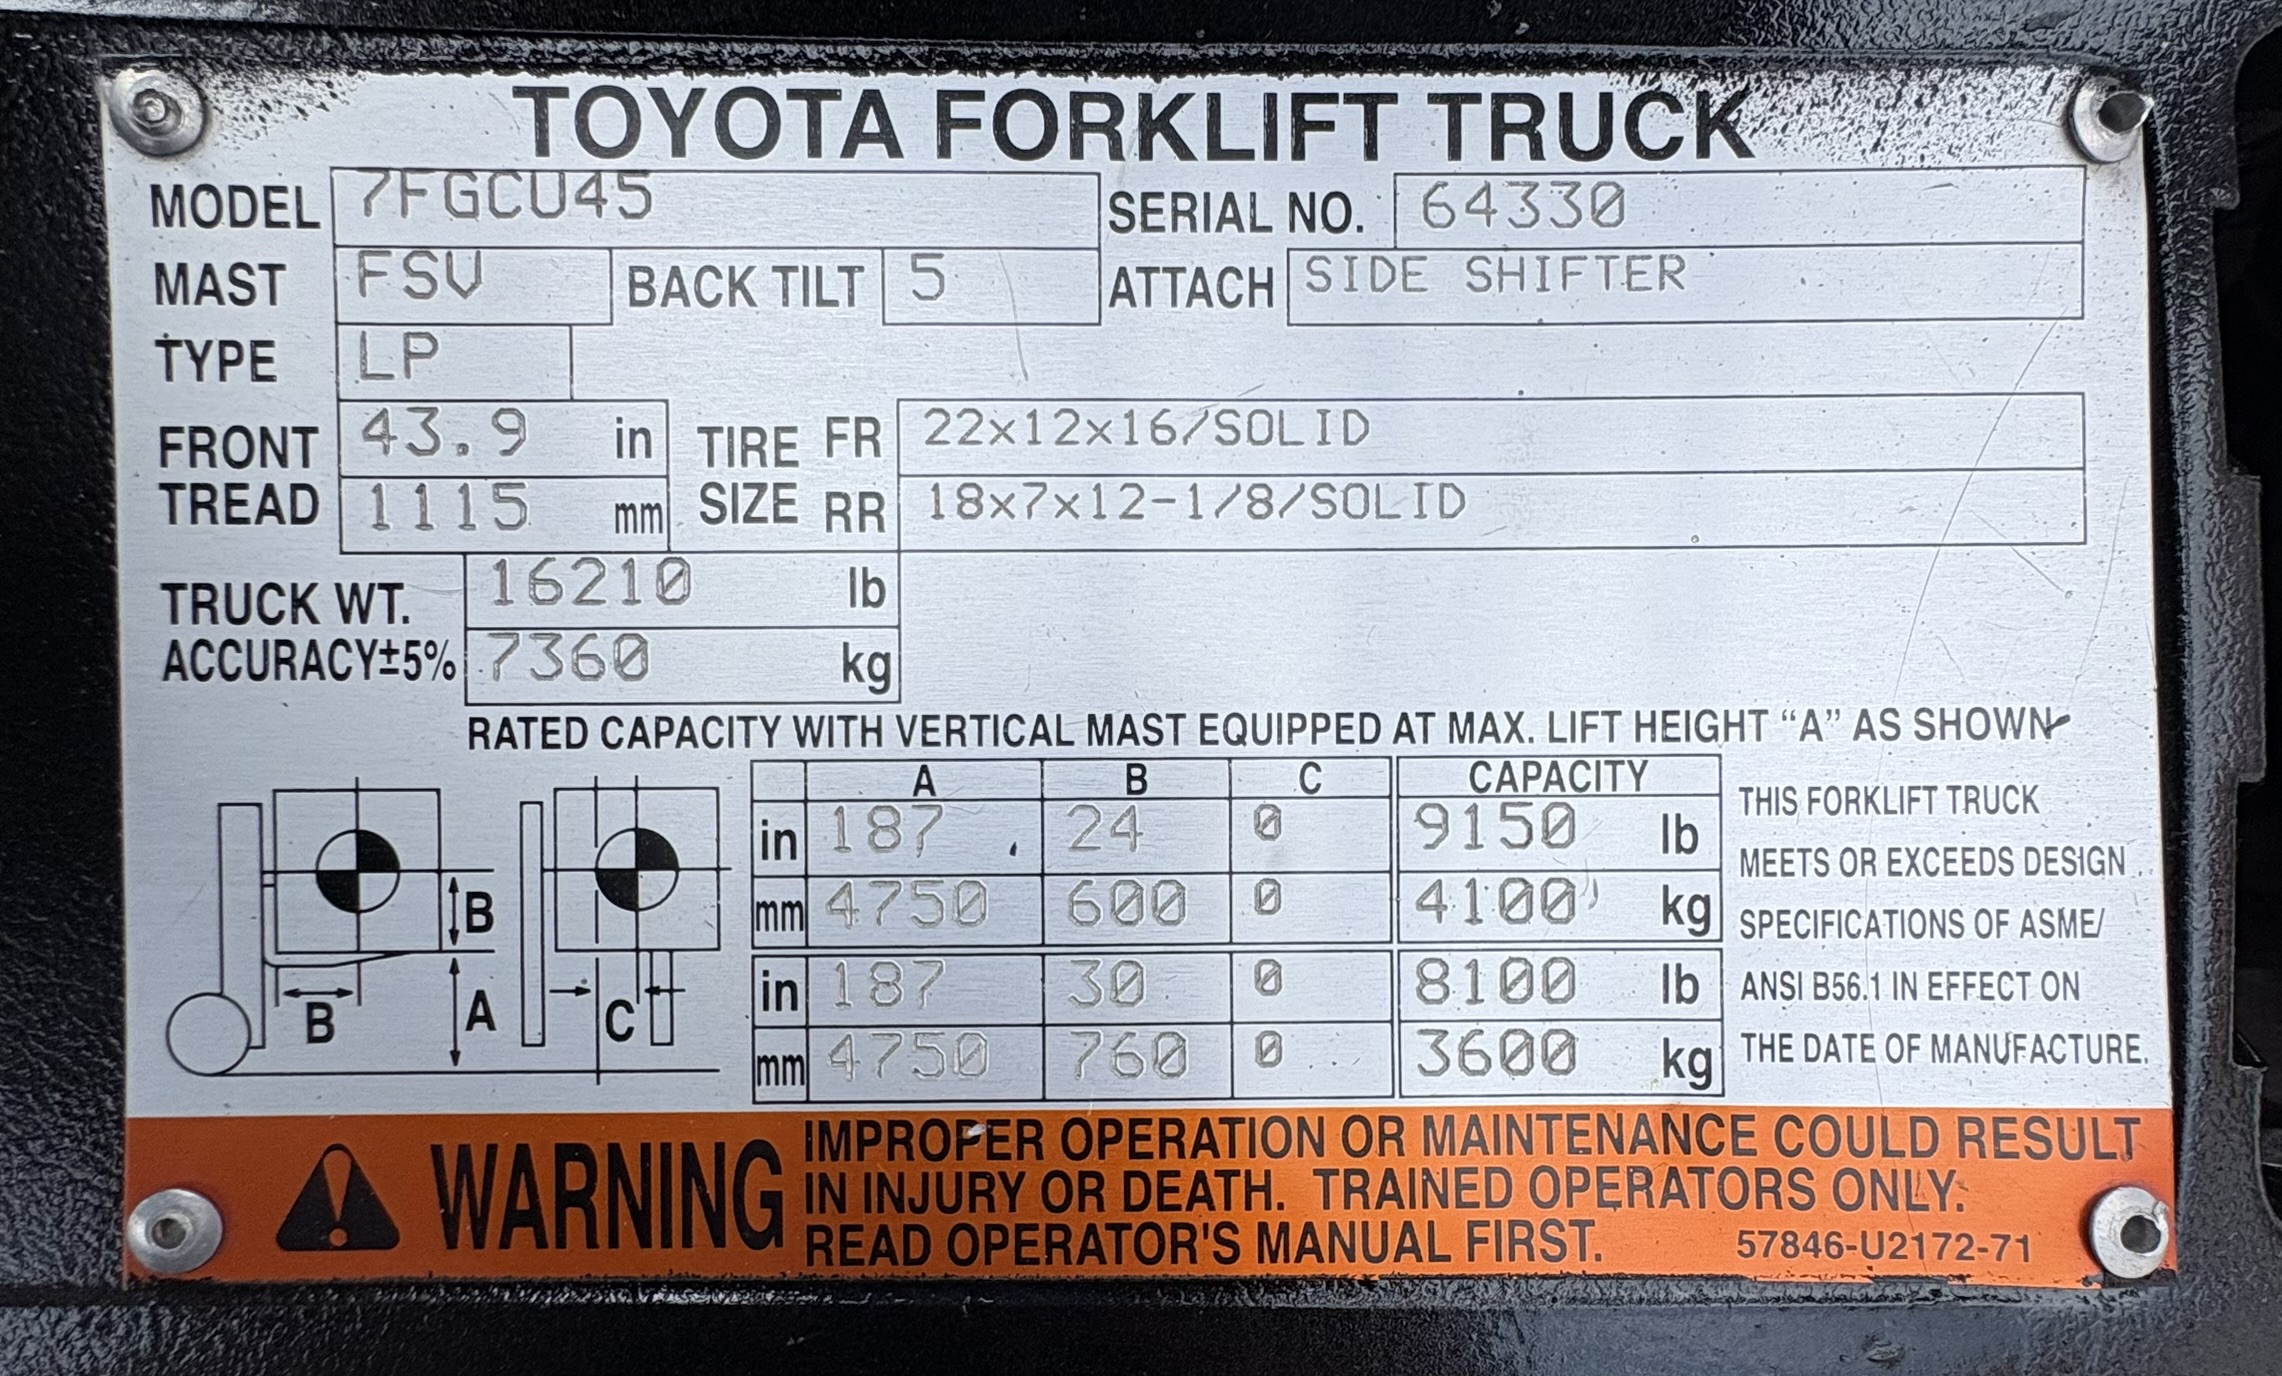 TOYOTA FORKLIFT TRUCK
MODEL 7FGCU45 SERIAL NO. 64330
MAST FSV BACK TILT 5 ATTACH SIDE SHIFTER
TYPE LP
FRONT 43.9 in TIRE FR 22x12x16/SOLID
TREAD 1115 mm SIZE RR 18x7x12-1/8/SOLID
TRUCK WT. 16210 lb
ACCURACY±5% 7360 kg
RATED CAPACITY WITH VERTICAL MAST EQUIPPED AT MAX. LIFT HEIGHT “A” AS SHOWN
A B C CAPACITY
in 187 24 0 9150 lb
mm 4750 600 0 4100 kg
in 187 30 0 8100 lb
mm 4750 760 0 3600 kg
B
B
A
C
THIS FORKLIFT TRUCK
MEETS OR EXCEEDS DESIGN
SPECIFICATIONS OF ASME/
ANSI B56.1 IN EFFECT ON
THE DATE OF MANUFACTURE.
WARNING
IMPROPER OPERATION OR MAINTENANCE COULD RESULT
IN INJURY OR DEATH. TRAINED OPERATORS ONLY.
READ OPERATOR'S MANUAL FIRST. 57846-U2172-71